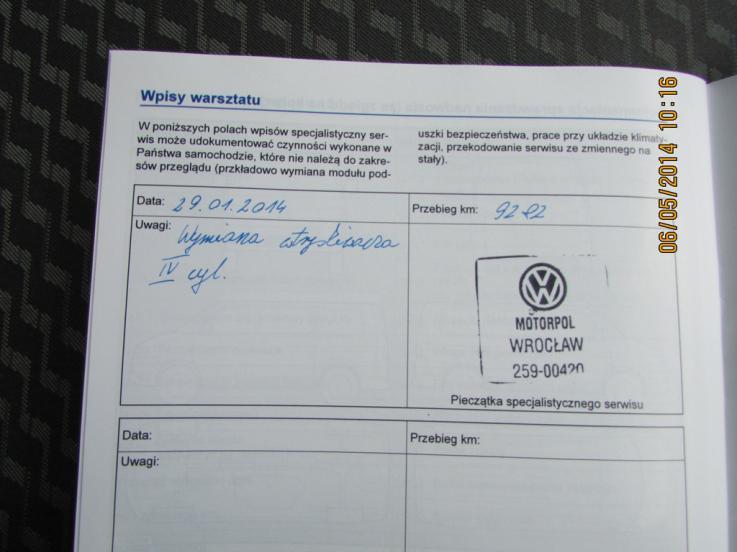 Wpisy warsztatu
W poniższych polach wpisów specjalistyczny ser-
wis może udokumentować czynności wykonane w
Państwa samochodzie, które nie należą do zakre-
sów przeglądu (przkładowo wymiana modułu pod-
uszki bezpieczeństwa, prace przy układzie klimaty-
zacji, przekodowanie serwisu ze zmiennego na
stały).
Data: 29.01.2014
Przebieg km:
Uwagi: Wymiana wtryskiwacza
IV cyl.
MOTORPOL
WROCŁAW
259-00420
Pieczątka specjalistycznego serwisu
Data:
Przebieg km:
Uwagi:
06/05/2014 10:16